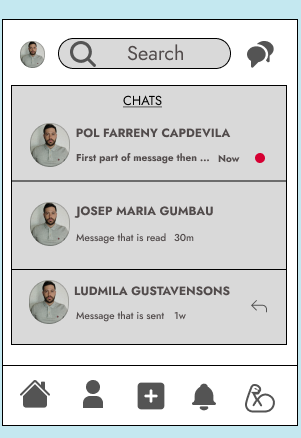 Search
CHATS
POL FARRENY CAPDEVILA
First part of message then ... Now
JOSEP MARIA GUMBAU
Message that is read 30m
LUDMILA GUSTAVENSONS
Message that is sent 1w